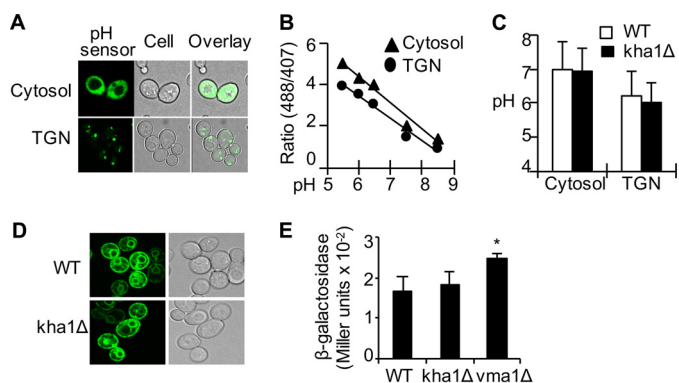 A
pH
sensor
Cell
Overlay
Cytosol
TGN
B
Ratio (488/407)
6
4
2
0
Cytosol
TGN
pH
5
6
7
8
9
C
WT
kha1Δ
pH
8
7
6
5
4
Cytosol
TGN
D
WT
kha1Δ
E
β-galactosidase
(Miller units x 10-2)
3
2
1
0
*
WT
kha1Δ
vma1Δ